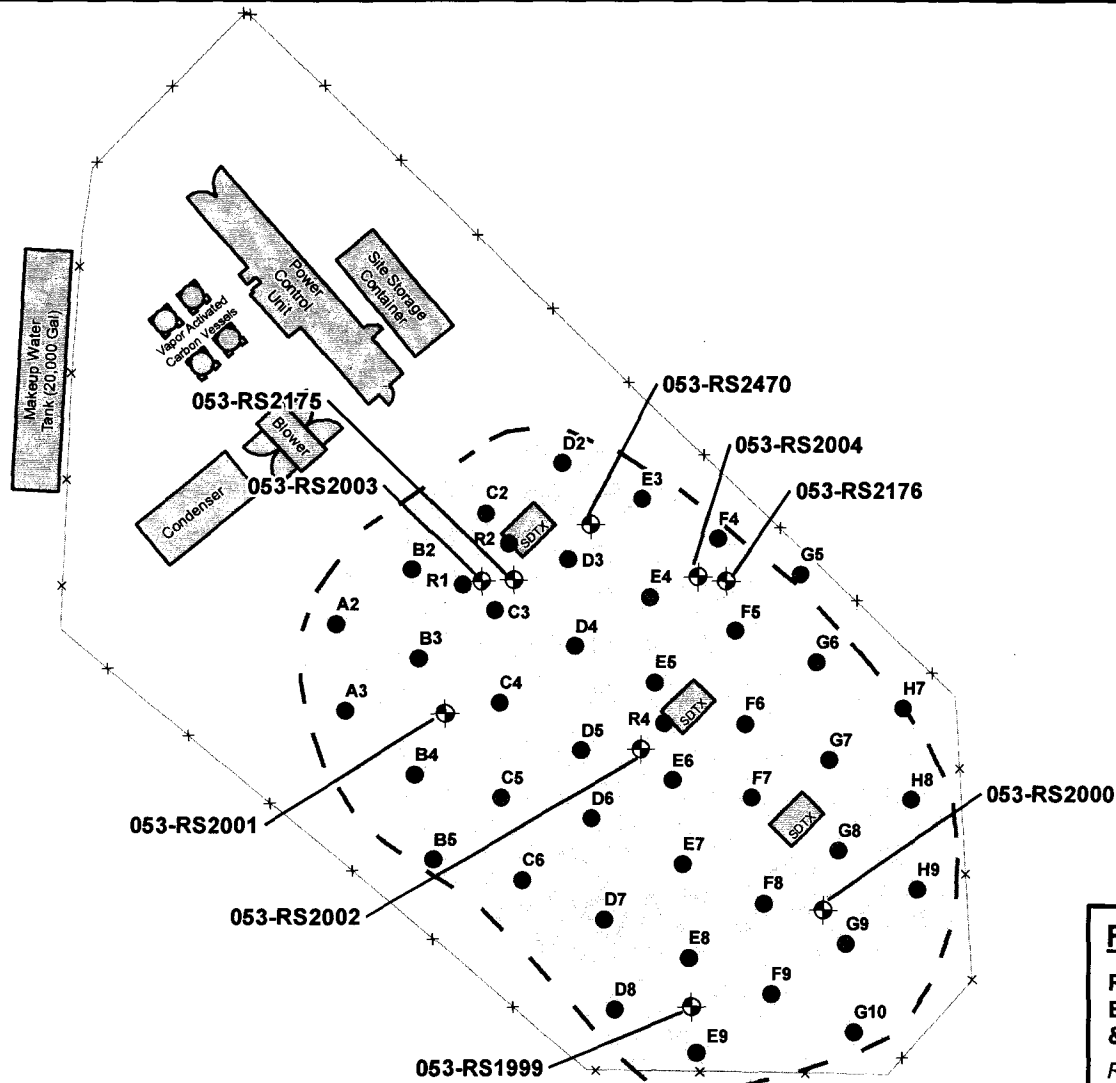 Power
Control
Unit
Site Storage
Container
Makeup Water
Tank (20,000 Gal)
Vapor Activated
Carbon Vessels
Blower
Condenser
053-RS2175
053-RS2003
053-RS2470
053-RS2004
053-RS2176
D2
E3
C2
SDTX
R2
F4
D3
G5
B2
R1
E4
C3
A2
F5
B3
D4
G6
E5
A3
C4
H7
R4
SDTX
F6
D5
G7
B4
E6
C5
F7
H8
053-RS2000
D6
SDTX
053-RS2001
G8
B5
E7
C6
H9
F8
053-RS2002
D7
G9
E8
F9
D8
G10
E9
053-RS1999
&